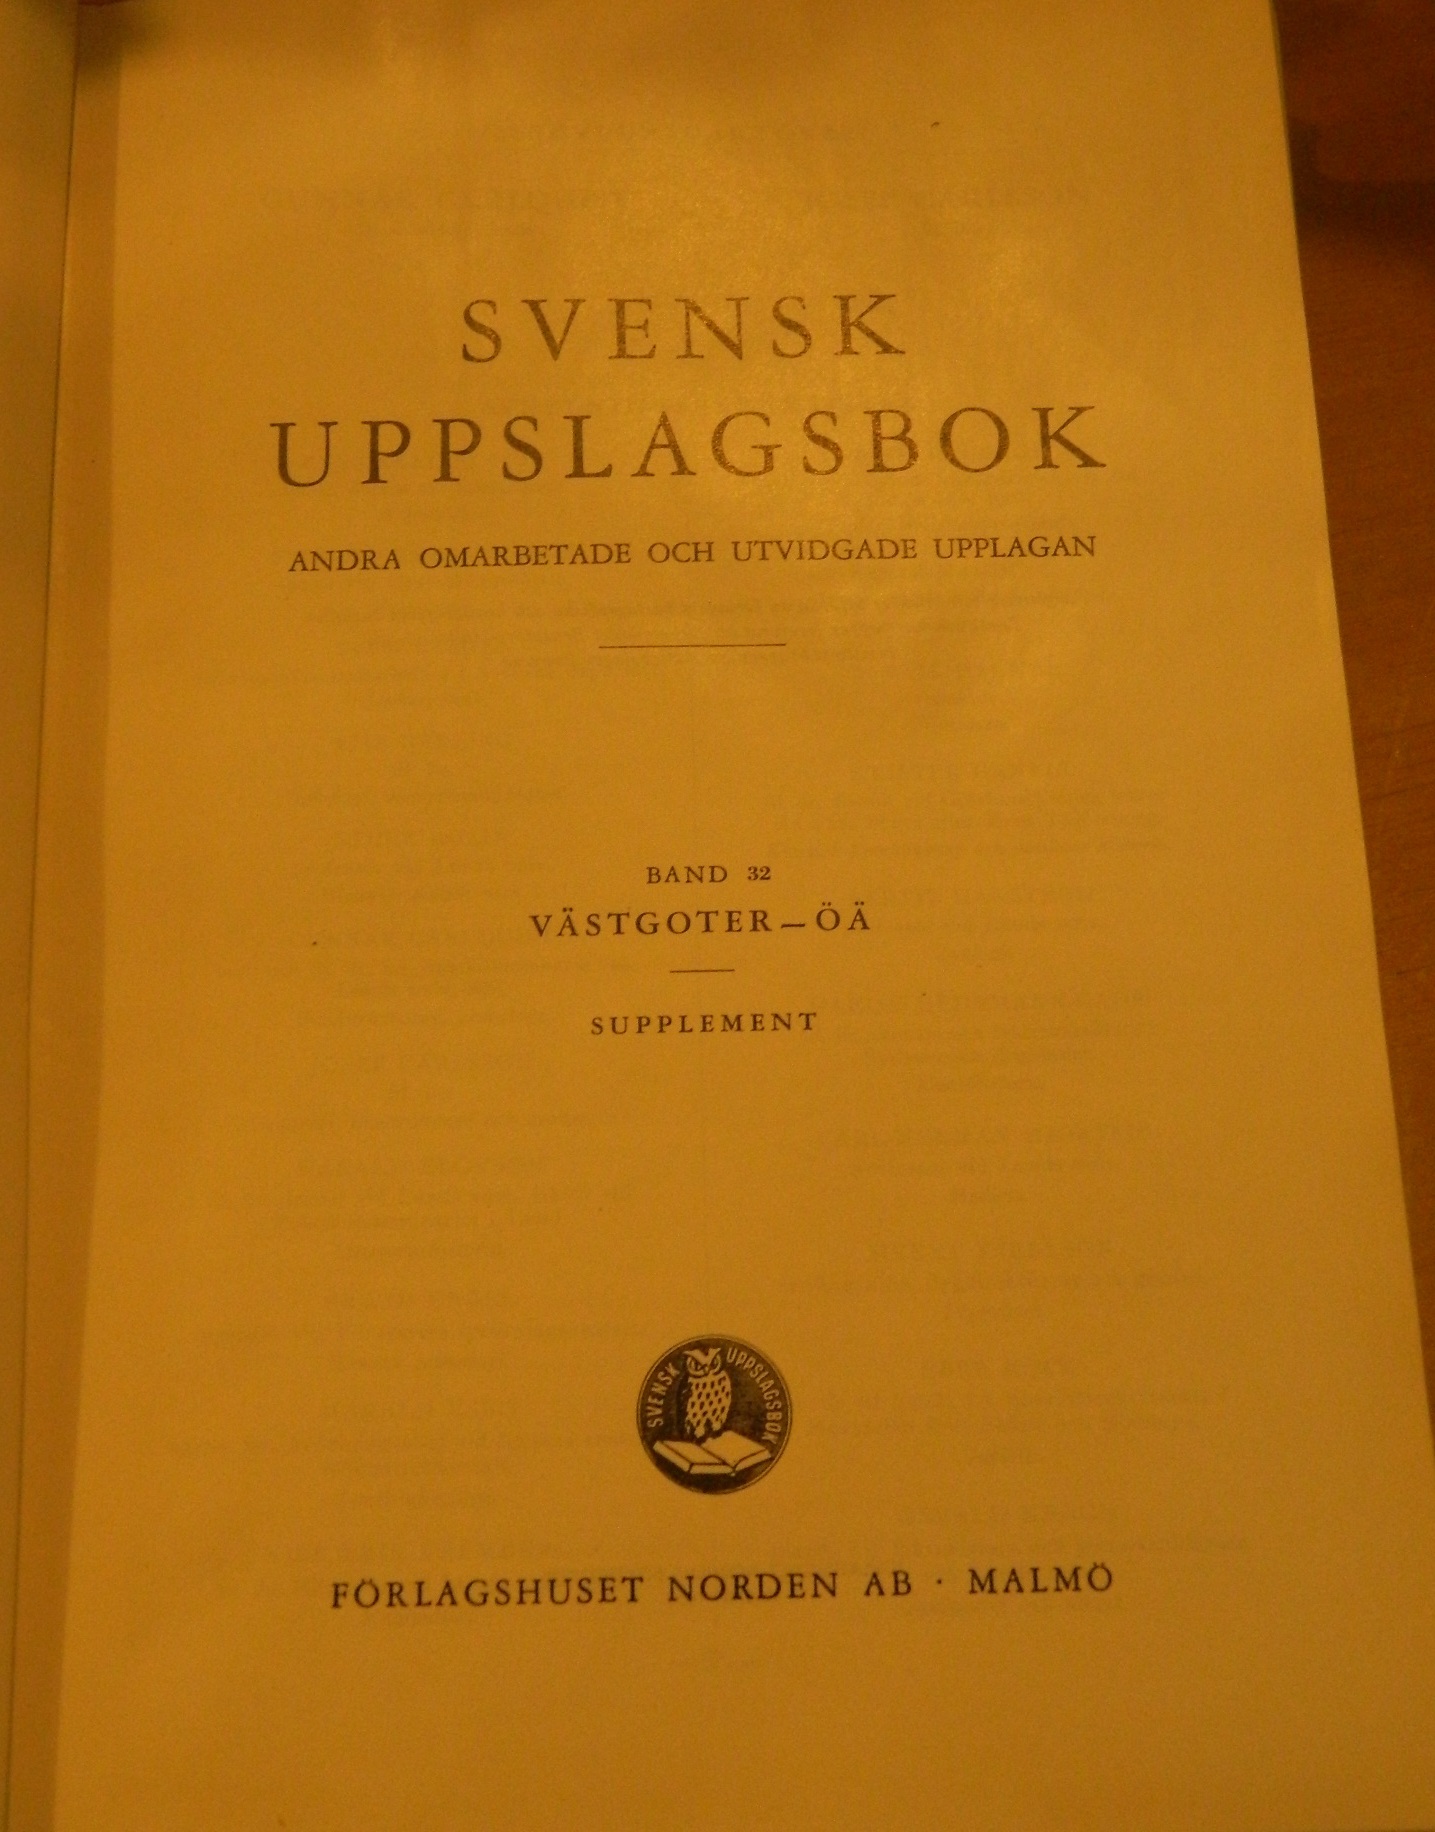 SVENSK
UPPSLAGSBOK
ANDRA OMARBETADE OCH UTVIDGADE UPPLAGAN
BAND 32
VÄSTGOTER–ÖÄ
SUPPLEMENT
SVENSK UPPSLAGSBOK
FÖRLAGSHUSET NORDEN AB · MALMÖ